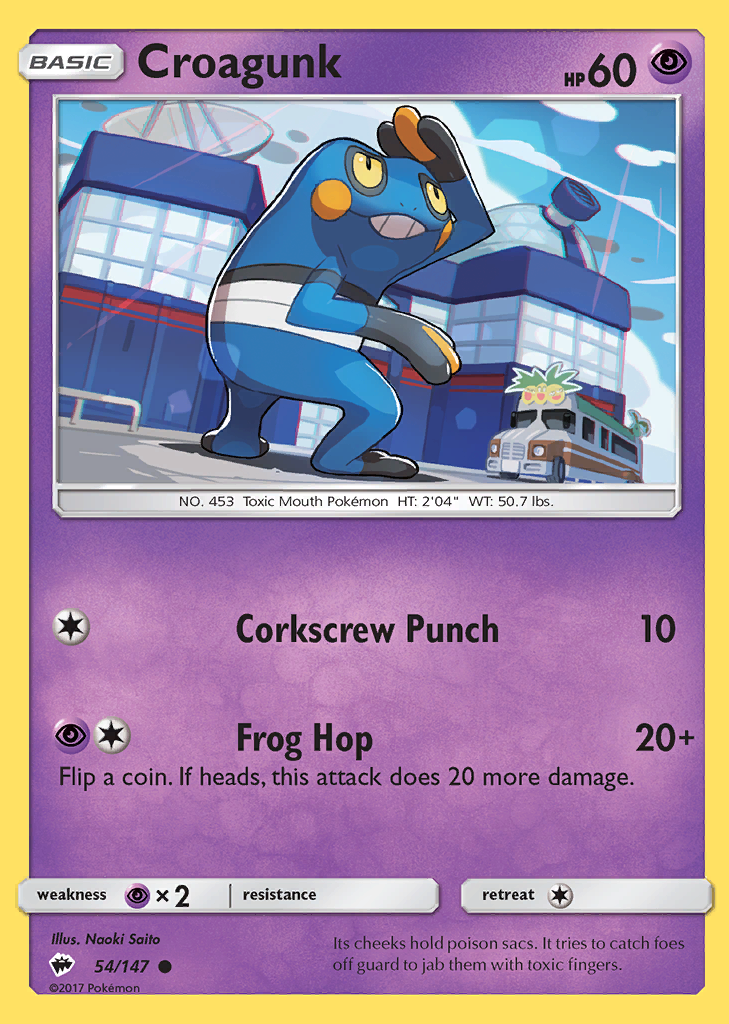 BASIC Croagunk HP60
NO. 453 Toxic Mouth Pokémon HT: 2'04" WT: 50.7 lbs.
Corkscrew Punch 10
Frog Hop 20+
Flip a coin. If heads, this attack does 20 more damage.
weakness ×2 resistance retreat
Illus. Naoki Saito
54/147
©2017 Pokémon
Its cheeks hold poison sacs. It tries to catch foes
off guard to jab them with toxic fingers.